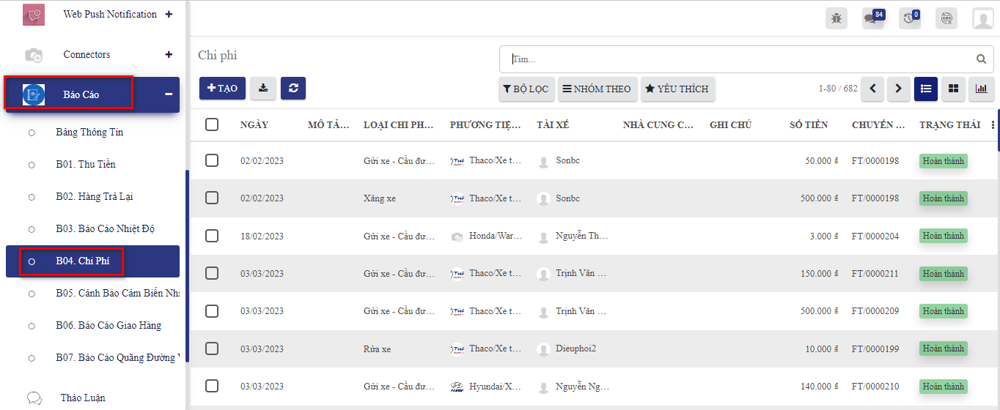 Web Push Notification
Connectors
Báo Cáo
Bảng Thông Tin
B01. Thu Tiền
B02. Hàng Trả Lại
B03. Báo Cáo Nhiệt Độ
B04. Chi Phí
B05. Cảnh Báo Cảm Biến Nhi
B06. Báo Cáo Giao Hàng
B07. Báo Cáo Quãng Đường
Thảo Luận
84 0
Chi phí
Tìm...
TẠO
BỘ LỌC NHÓM THEO YÊU THÍCH 1-80 / 682
NGÀY MÔ TẢ... LOẠI CHI PH... PHƯƠNG TIỆ... TÀI XẾ NHÀ CUNG C... GHI CHÚ SỐ TIỀN CHUYẾN ... TRẠNG THÁI
02/02/2023 Gửi xe - Cầu đư... Thaco/Xe t... Sonbc 50.000 ₫ FT/0000198 Hoàn thành
02/02/2023 Xăng xe Thaco/Xe t... Sonbc 500.000 ₫ FT/0000198 Hoàn thành
18/02/2023 Gửi xe - Cầu đư... Honda/War... Nguyễn Th... 3.000 ₫ FT/0000204 Hoàn thành
03/03/2023 Gửi xe - Cầu đư... Thaco/Xe t... Trịnh Văn ... 150.000 ₫ FT/0000211 Hoàn thành
03/03/2023 Gửi xe - Cầu đư... Thaco/Xe t... Trịnh Văn ... 500.000 ₫ FT/0000209 Hoàn thành
03/03/2023 Rửa xe Thaco/Xe t... Dieuphoi2 10.000 ₫ FT/0000199 Hoàn thành
03/03/2023 Gửi xe - Cầu đư... Hyundai/X... Nguyễn Ng... 140.000 ₫ FT/0000210 Hoàn thành